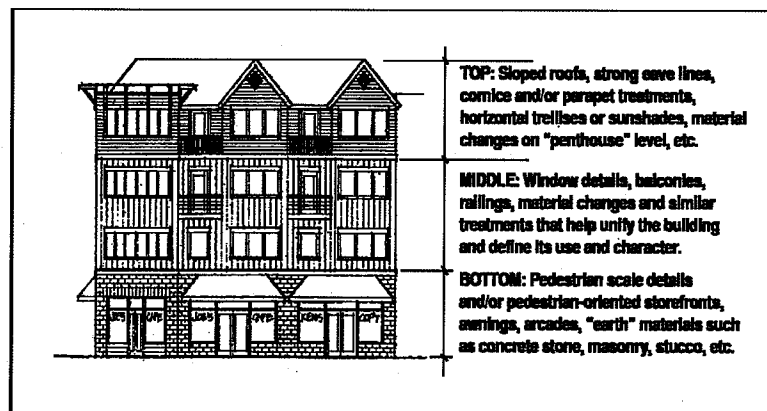 TOP: Sloped roofs, strong eave lines,
cornice and/or parapet treatments,
horizontal trellises or sunshades, material
changes on "penthouse" level, etc.
MIDDLE: Window details, balconies,
railings, material changes and similar
treatments that help unify the building
and define its use and character.
BOTTOM: Pedestrian scale details
and/or pedestrian-oriented storefronts,
awnings, arcades, "earth" materials such
as concrete stone, masonry, stucco, etc.